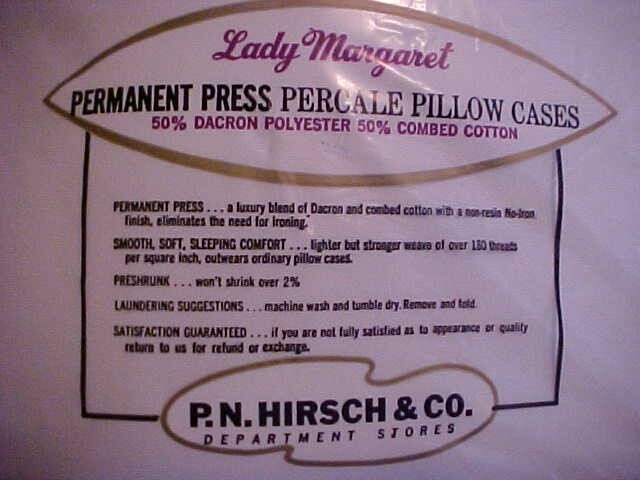 Lady Margaret
PERMANENT PRESS PERCALE PILLOW CASES
50% DACRON POLYESTER 50% COMBED COTTON
PERMANENT PRESS . . . a luxury blend of Dacron and combed cotton with a non-resin No-Iron
finish, eliminates the need for ironing.
SMOOTH, SOFT, SLEEPING COMFORT . . . lighter but stronger weave of over 180 threads
per square inch, outwears ordinary pillow cases.
PRESHRUNK . . . won't shrink over 2%
LAUNDERING SUGGESTIONS . . . machine wash and tumble dry. Remove and fold.
SATISFACTION GUARANTEED . . . if you are not fully satisfied as to appearance or quality
return to us for refund or exchange.
P.N. HIRSCH & CO.
DEPARTMENT STORES